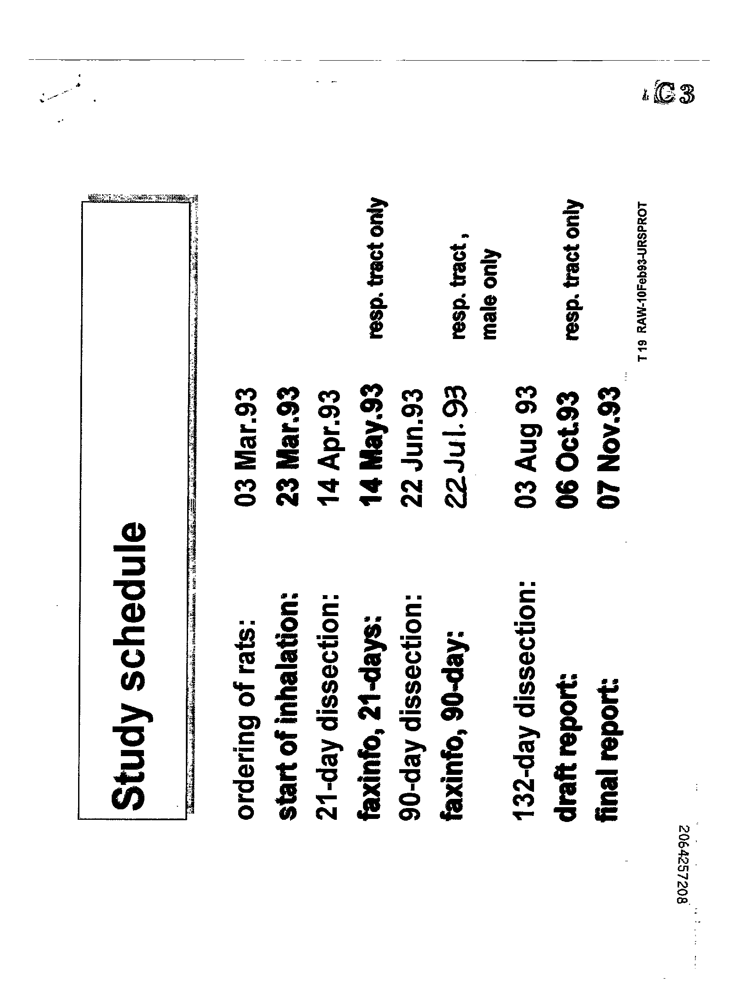 Study schedule
ordering of rats: 03 Mar.93
start of inhalation: 23 Mar.93
21-day dissection: 14 Apr.93
faxinfo, 21-days: 14 May.93 resp. tract only
90-day dissection: 22 Jun.93
faxinfo, 90-day: 22 Jul. 93 resp. tract ,
male only
132-day dissection: 03 Aug 93
draft report: 06 Oct.93 resp. tract only
final report: 07 Nov.93
T 19 RAW-10Feb93-URSPROT
C 3
2064257208